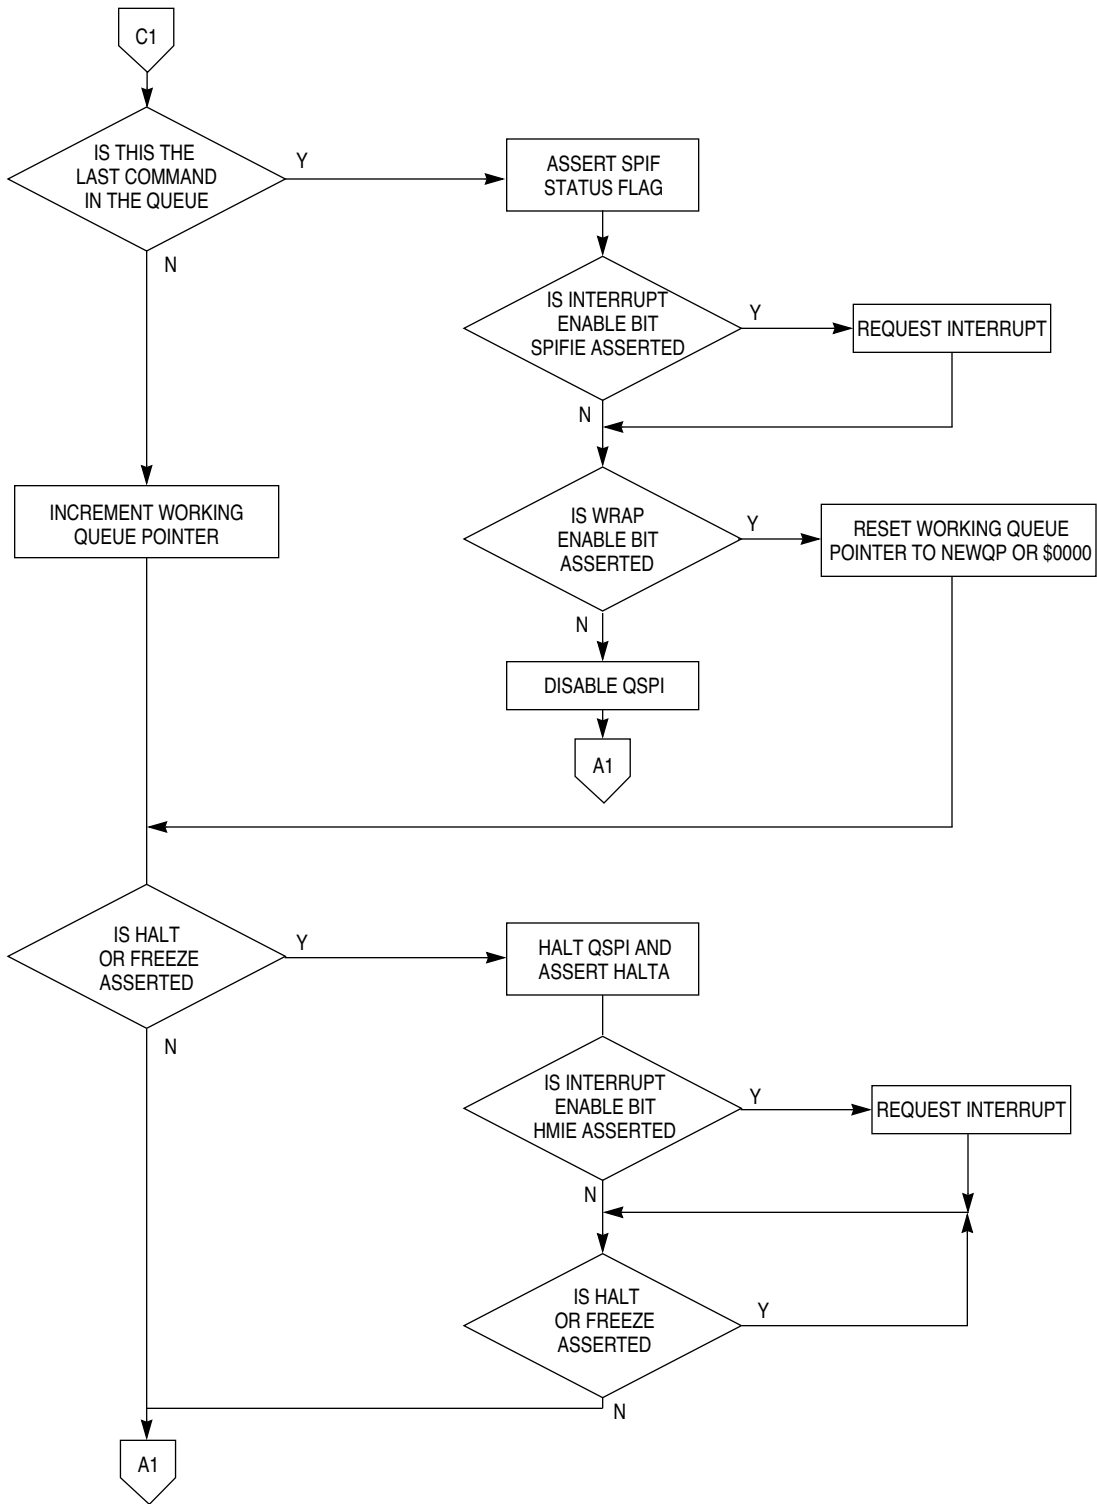 C1
IS THIS THE
LAST COMMAND
IN THE QUEUE
Y
N
ASSERT SPIF
STATUS FLAG
IS INTERRUPT
ENABLE BIT
SPIFIE ASSERTED
Y
REQUEST INTERRUPT
N
INCREMENT WORKING
QUEUE POINTER
IS WRAP
ENABLE BIT
ASSERTED
Y
RESET WORKING QUEUE
POINTER TO NEWQP OR $0000
N
DISABLE QSPI
A1
IS HALT
OR FREEZE
ASSERTED
Y
N
HALT QSPI AND
ASSERT HALTA
IS INTERRUPT
ENABLE BIT
HMIE ASSERTED
Y
REQUEST INTERRUPT
N
IS HALT
OR FREEZE
ASSERTED
Y
N
A1